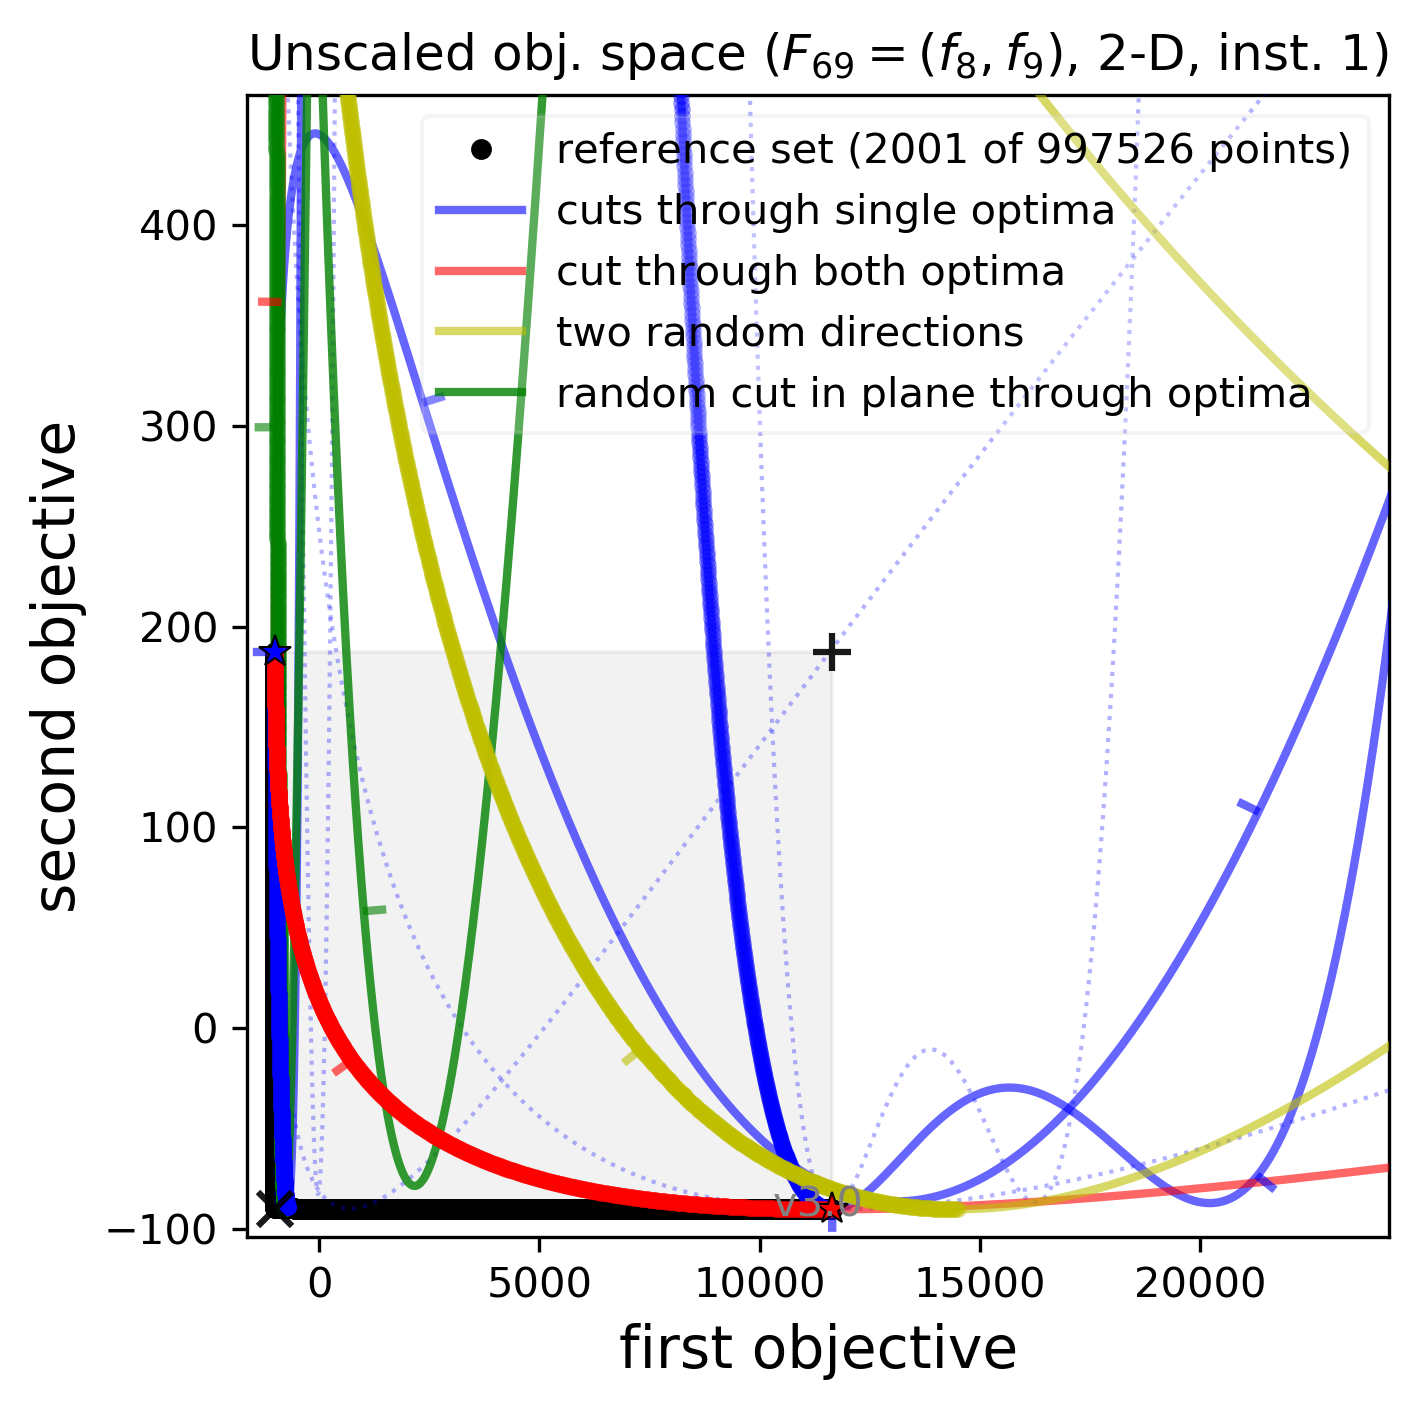 Unscaled obj. space (F₆₉ = (f₈, f₉), 2-D, inst. 1)
reference set (2001 of 997526 points)
cuts through single optima
cut through both optima
two random directions
random cut in plane through optima
second objective
400
300
200
100
0
−100
v3.0
0 5000 10000 15000 20000
first objective